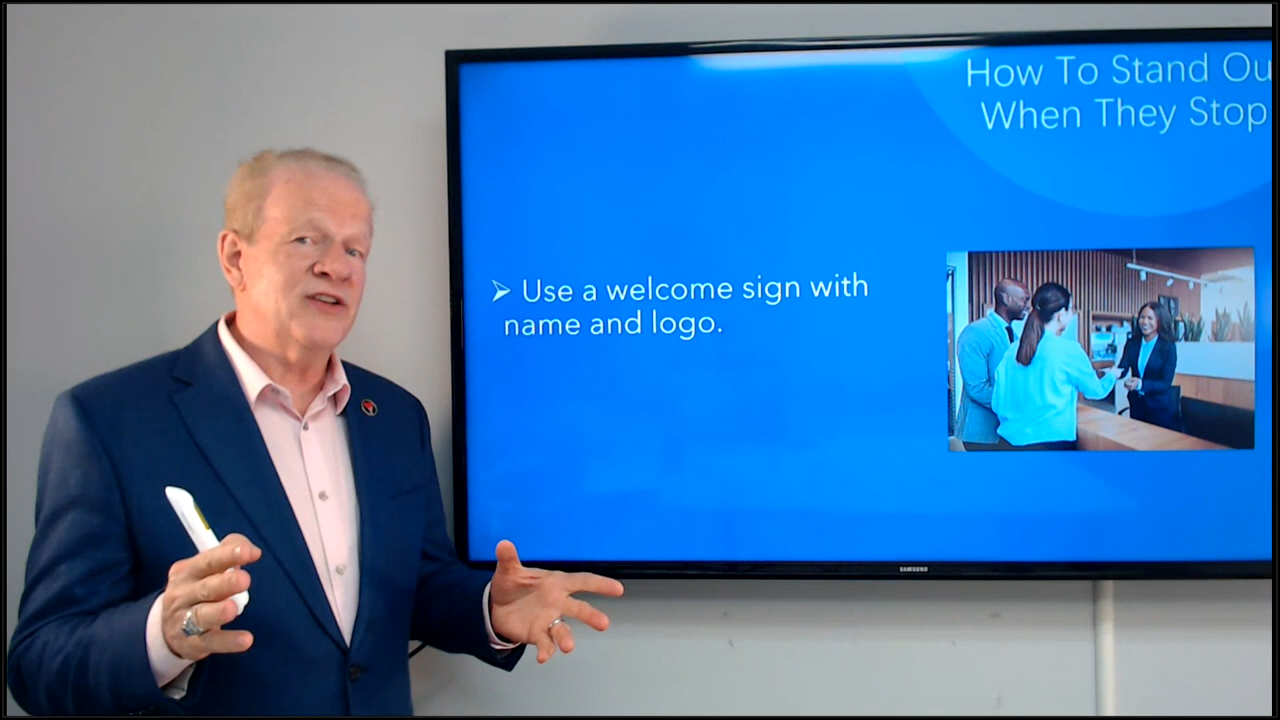 How To Stand Ou
When They Stop
➢ Use a welcome sign with
name and logo.
SAMSUNG